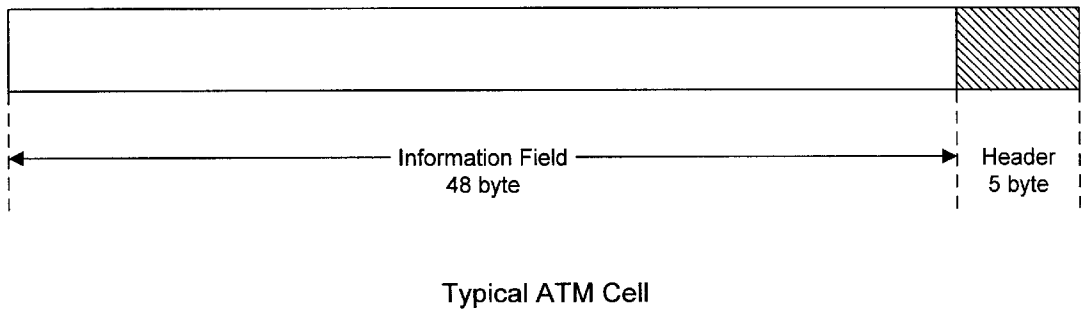 Information Field
48 byte
Header
5 byte
Typical ATM Cell